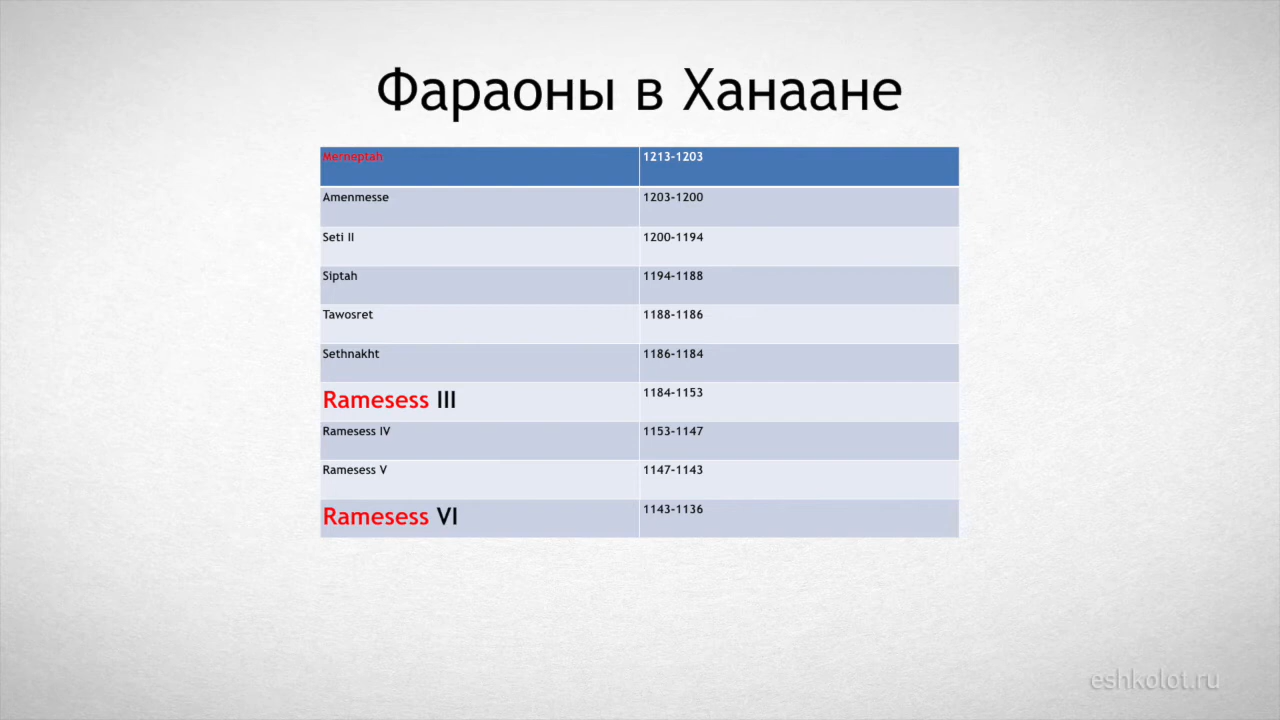 Фараоны в Ханаане
Merneptah 1213-1203
Amenmesse 1203-1200
Seti II 1200-1194
Siptah 1194-1188
Tawosret 1188-1186
Sethnakht 1186-1184
Ramesess III 1184-1153
Ramesess IV 1153-1147
Ramesess V 1147-1143
Ramesess VI 1143-1136
eshkolot.ru